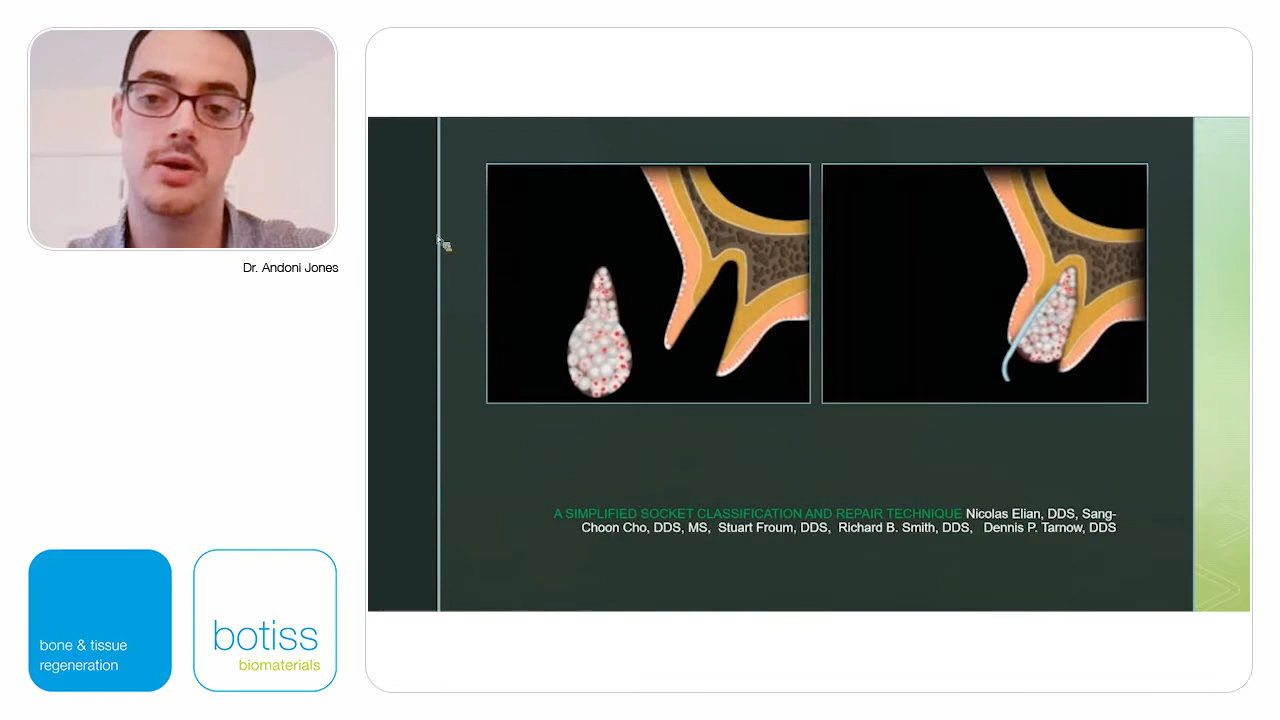 Dr. Andoni Jones
A SIMPLIFIED SOCKET CLASSIFICATION AND REPAIR TECHNIQUE Nicolas Elian, DDS, Sang-
Choon Cho, DDS, MS, Stuart Froum, DDS, Richard B. Smith, DDS, Dennis P. Tarnow, DDS
bone & tissue
regeneration
botiss
biomaterials